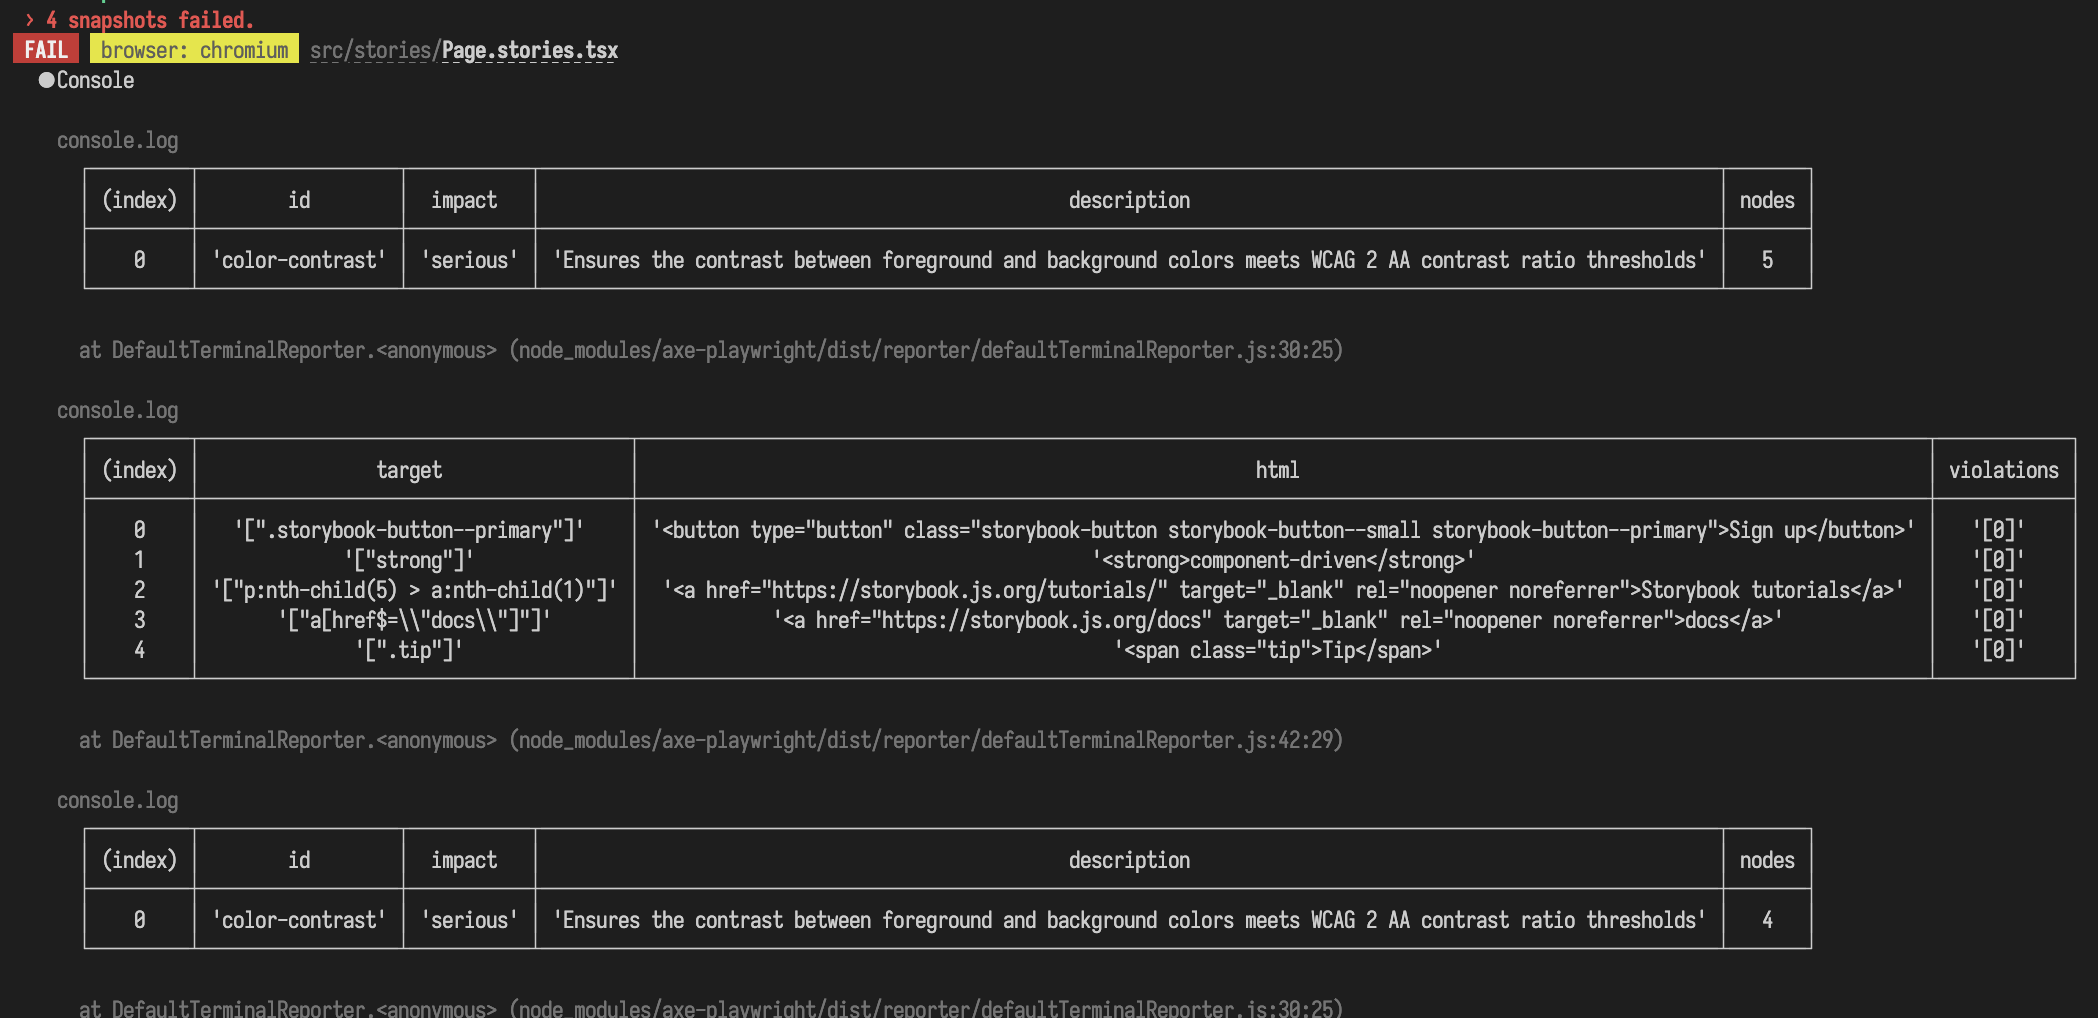 › 4 snapshots failed.
FAIL browser: chromium src/stories/Page.stories.tsx
●Console
console.log
(index) id impact description nodes
0 'color-contrast' 'serious' 'Ensures the contrast between foreground and background colors meets WCAG 2 AA contrast ratio thresholds' 5
at DefaultTerminalReporter.<anonymous> (node_modules/axe-playwright/dist/reporter/defaultTerminalReporter.js:30:25)
console.log
(index) target html violations
0 '[".storybook-button--primary"]' '<button type="button" class="storybook-button storybook-button--small storybook-button--primary">Sign up</button>' '[0]'
1 '["strong"]' '<strong>component-driven</strong>' '[0]'
2 '["p:nth-child(5) > a:nth-child(1)"]' '<a href="https://storybook.js.org/tutorials/" target="_blank" rel="noopener noreferrer">Storybook tutorials</a>' '[0]'
3 '["a[href$=\\"docs\\"]"]' '<a href="https://storybook.js.org/docs" target="_blank" rel="noopener noreferrer">docs</a>' '[0]'
4 '[".tip"]' '<span class="tip">Tip</span>' '[0]'
at DefaultTerminalReporter.<anonymous> (node_modules/axe-playwright/dist/reporter/defaultTerminalReporter.js:42:29)
console.log
(index) id impact description nodes
0 'color-contrast' 'serious' 'Ensures the contrast between foreground and background colors meets WCAG 2 AA contrast ratio thresholds' 4
at DefaultTerminalReporter.<anonymous> (node_modules/axe-playwright/dist/reporter/defaultTerminalReporter.js:30:25)